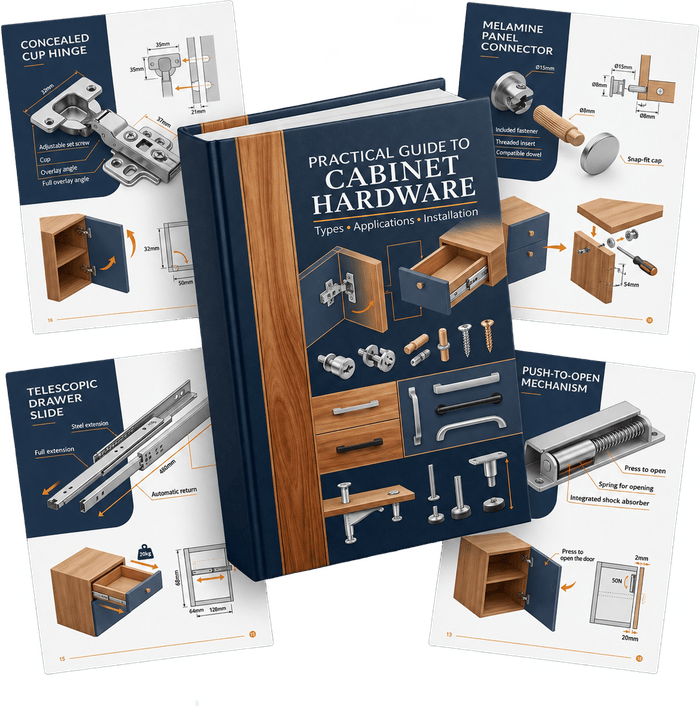 CONCEALED
CUP HINGE
35mm
35mm
21mm
32mm
37mm
Adjustable set screw
Cup
Overlay angle
Full overlay angle
32mm
50mm
16
MELAMINE
PANEL
CONNECTOR
Ø15mm
Ø15mm
Ø8mm
Ø8mm
Ø8mm
Included fastener
Threaded insert
Compatible dowel
Snap-fit cap
54mm
PRACTICAL GUIDE TO
CABINET
HARDWARE
Types • Applications • Installation
TELESCOPIC
DRAWER
SLIDE
Steel extension
Full extension
480mm
Automatic return
20kg
68mm
64mm
128mm
15
PUSH-TO-OPEN
MECHANISM
Press to open
Spring for opening
Integrated shock absorber
Press to
open the door
2mm
50N
20mm
13